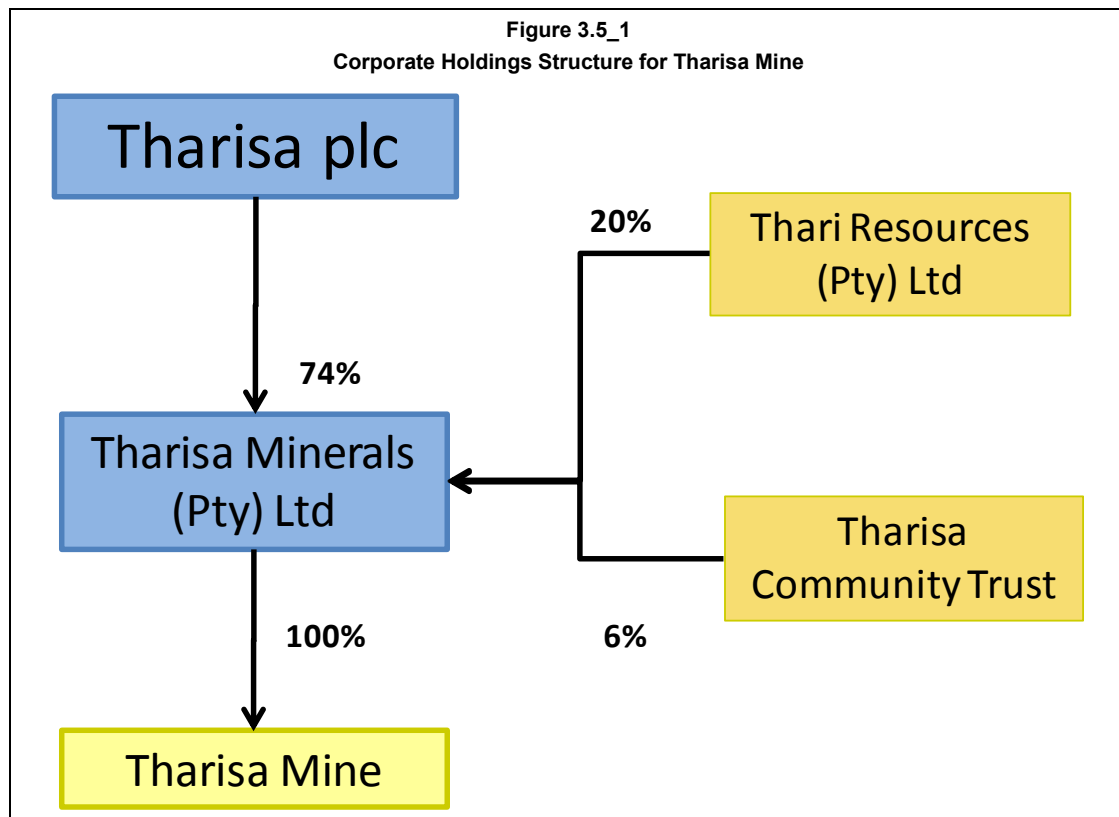 Figure 3.5_1
Corporate Holdings Structure for Tharisa Mine
Tharisa plc
20%
Thari Resources
(Pty) Ltd
74%
Tharisa Minerals
(Pty) Ltd
Tharisa
Community Trust
100%
6%
Tharisa Mine